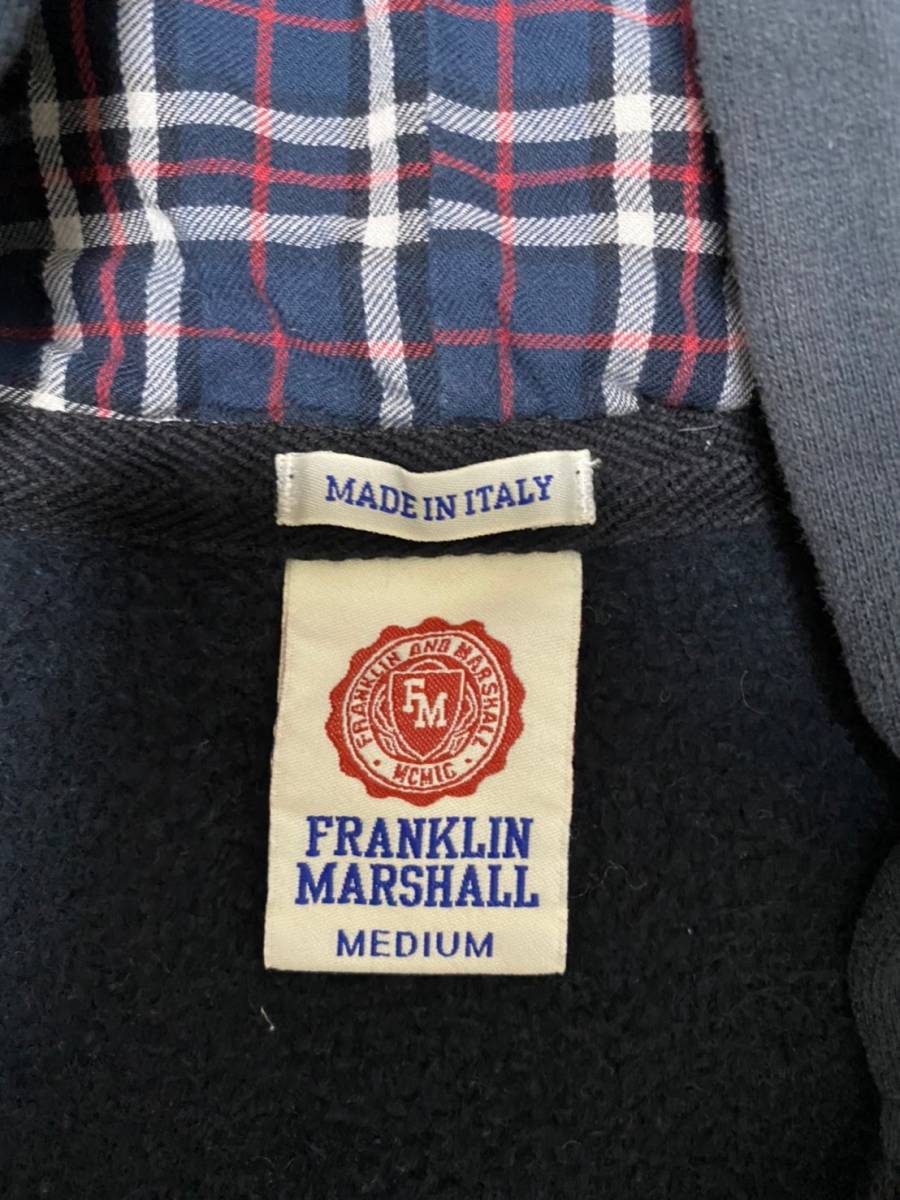 MADE IN ITALY
FRANKLIN AND MARSHALL
FM
MCMIC
FRANKLIN
MARSHALL
MEDIUM